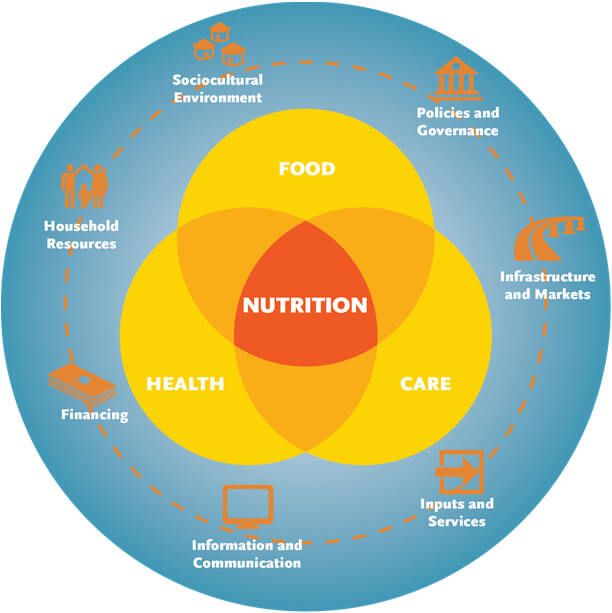 Sociocultural
Environment
Policies and
Governance
FOOD
Household
Resources
Infrastructure
and Markets
NUTRITION
HEALTH
CARE
Financing
Inputs and
Services
Information and
Communication